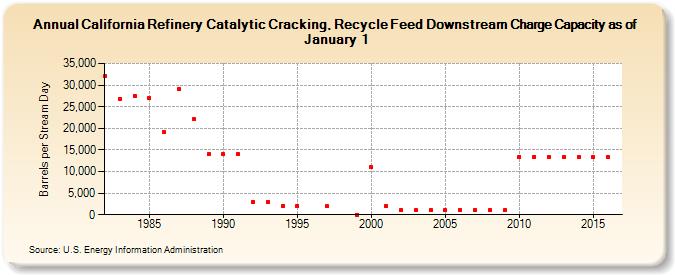 Annual California Refinery Catalytic Cracking, Recycle Feed Downstream Charge Capacity as of
January 1
Barrels per Stream Day
35,000
30,000
25,000
20,000
15,000
10,000
5,000
0
1985 1990 1995 2000 2005 2010 2015
Source: U.S. Energy Information Administration